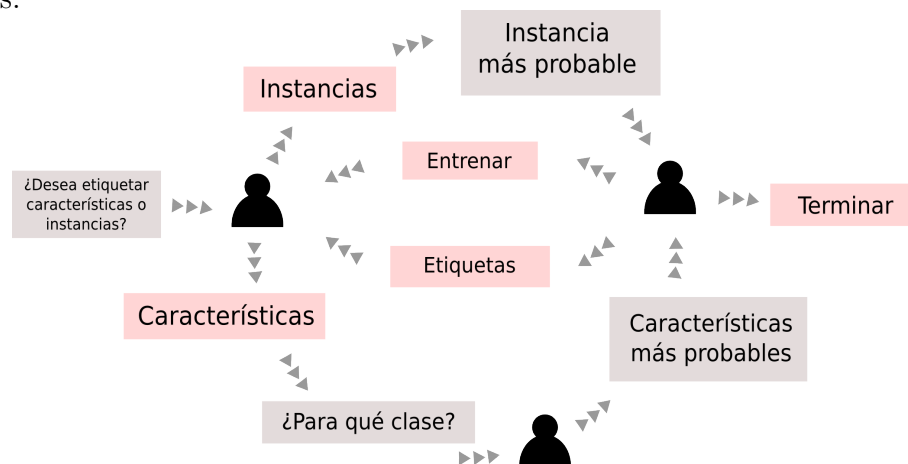 s.
Instancia
más probable
Instancias
Entrenar
¿Desea etiquetar
características o
instancias?
Terminar
Etiquetas
Características
Características
más probables
¿Para qué clase?